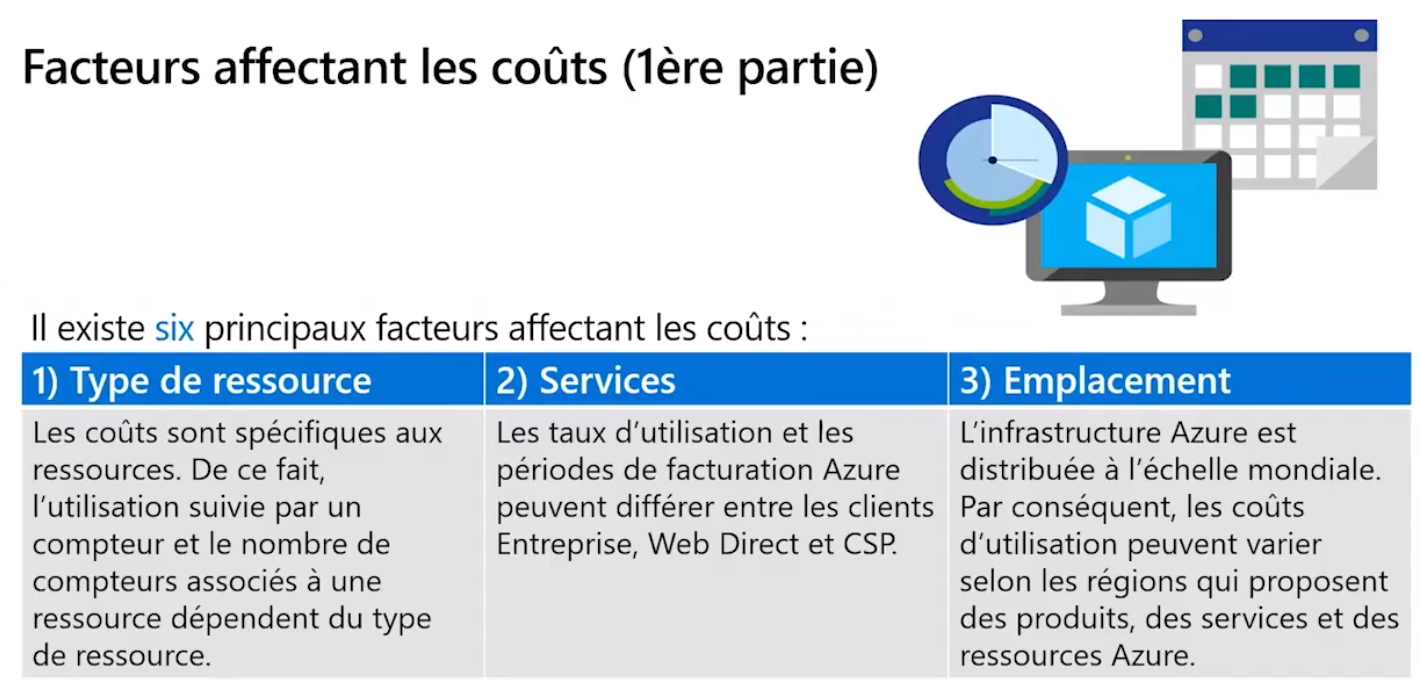 Facteurs affectant les coûts (1ère partie)
Il existe six principaux facteurs affectant les coûts :
1) Type de ressource
Les coûts sont spécifiques aux
ressources. De ce fait,
l’utilisation suivie par un
compteur et le nombre de
compteurs associés à une
ressource dépendent du type
de ressource.
2) Services
Les taux d’utilisation et les
périodes de facturation Azure
peuvent différer entre les clients
Entreprise, Web Direct et CSP.
3) Emplacement
L’infrastructure Azure est
distribuée à l’échelle mondiale.
Par conséquent, les coûts
d’utilisation peuvent varier
selon les régions qui proposent
des produits, des services et des
ressources Azure.